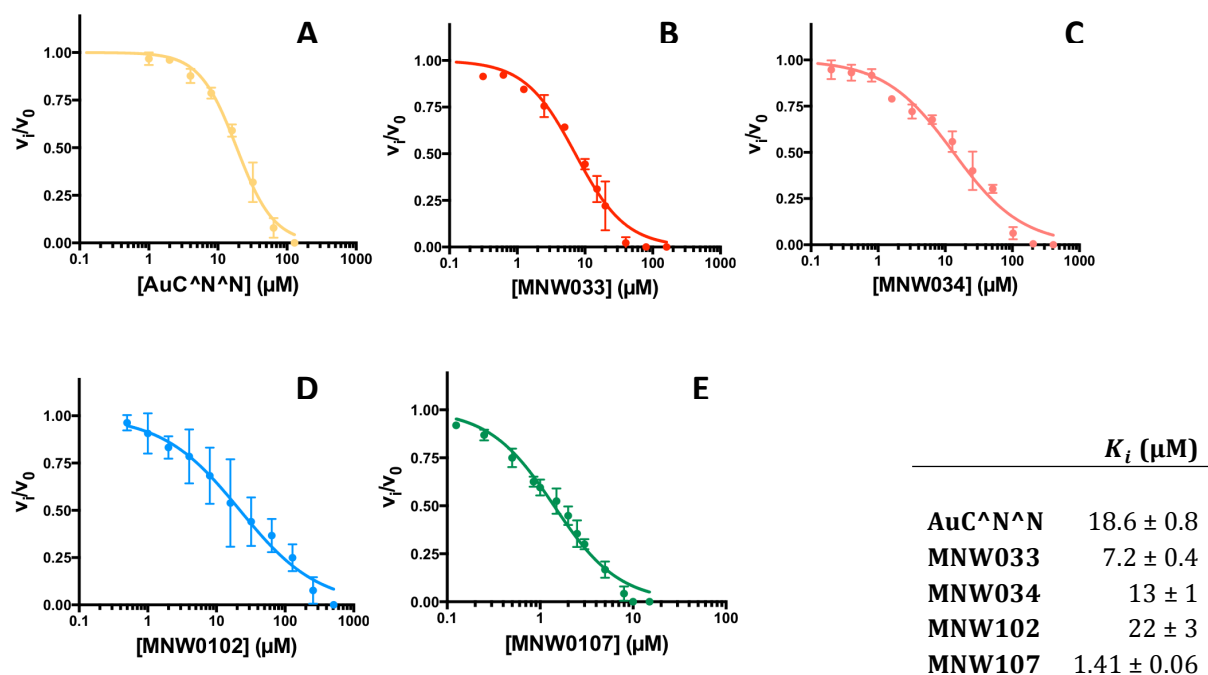 A
1.00
0.75
0.50
0.25
0.00
vi/v0
0.1 1 10 100 1000
[AuC^N^N] (µM)
B
1.00
0.75
0.50
0.25
0.00
vi/v0
0.1 1 10 100 1000
[MNW033] (µM)
C
1.00
0.75
0.50
0.25
0.00
vi/v0
0.1 1 10 100 1000
[MNW034] (µM)
D
1.00
0.75
0.50
0.25
0.00
vi/v0
0.1 1 10 100 1000
[MNW0102] (µM)
E
1.00
0.75
0.50
0.25
0.00
vi/v0
0.1 1 10 100
[MNW0107] (µM)
Ki (µM)
AuC^N^N 18.6 ± 0.8
MNW033 7.2 ± 0.4
MNW034 13 ± 1
MNW102 22 ± 3
MNW107 1.41 ± 0.06